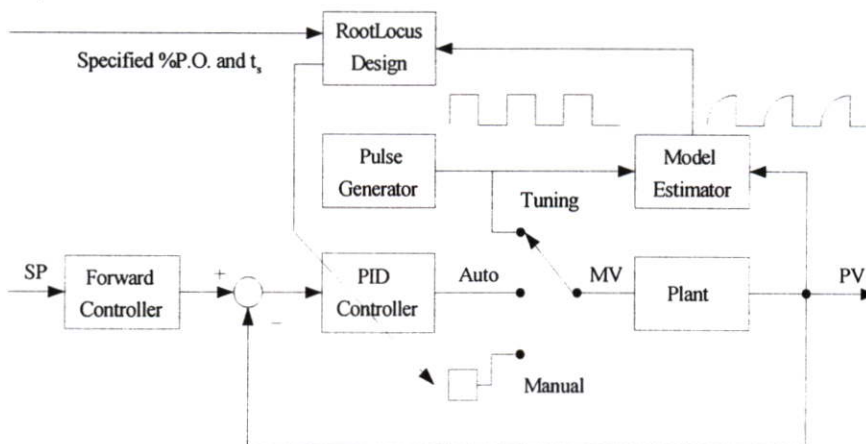 RootLocus
Design
Specified %P.O. and ts
Pulse
Generator
Model
Estimator
Tuning
SP
Forward
Controller
+
−
PID
Controller
Auto
MV
Plant
PV
Manual